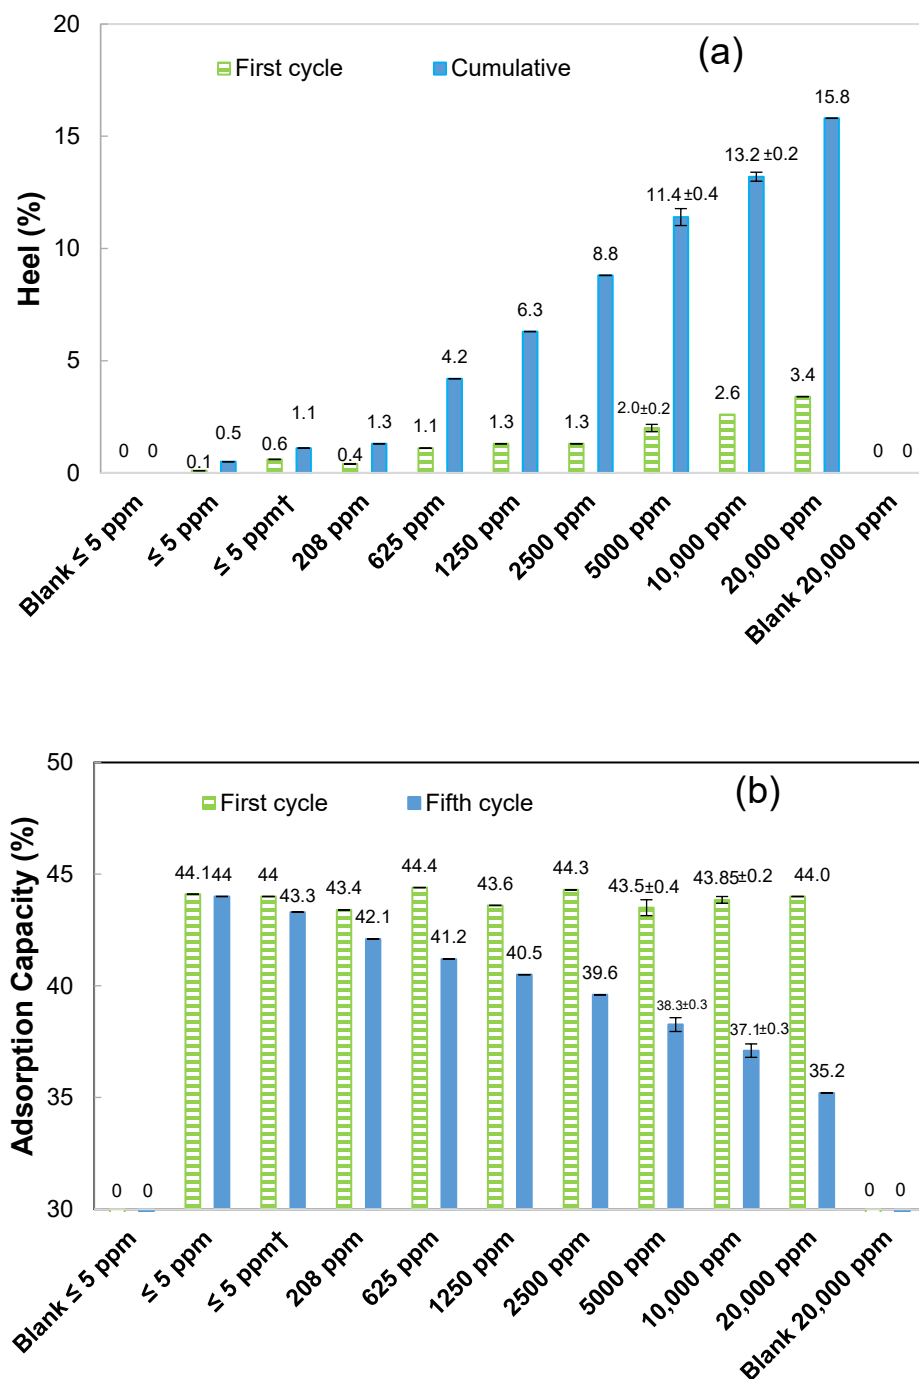 20
(a)
First cycle
Cumulative
15.8
15
13.2 ±0.2
11.4±0.4
Heel (%)
10
8.8
6.3
5
4.2
3.4
2.6
2.0±0.2
1.1
1.3
1.1
1.3
1.3
0.5
0.6
0.4
0.1
0 0
0 0
0
Blank ≤ 5 ppm
≤ 5 ppm
≤ 5 ppm†
208 ppm
625 ppm
1250 ppm
2500 ppm
5000 ppm
10,000 ppm
20,000 ppm
Blank 20,000 ppm
50
(b)
First cycle
Fifth cycle
Adsorption Capacity (%)
45
44.1 44
44
43.3
43.4
42.1
44.4
41.2
43.6
40.5
44.3
39.6
43.5±0.4
38.3±0.3
43.85±0.2
37.1±0.3
44.0
35.2
40
35
30
0 0
0 0
Blank ≤ 5 ppm
≤ 5 ppm
≤ 5 ppm†
208 ppm
625 ppm
1250 ppm
2500 ppm
5000 ppm
10,000 ppm
20,000 ppm
Blank 20,000 ppm